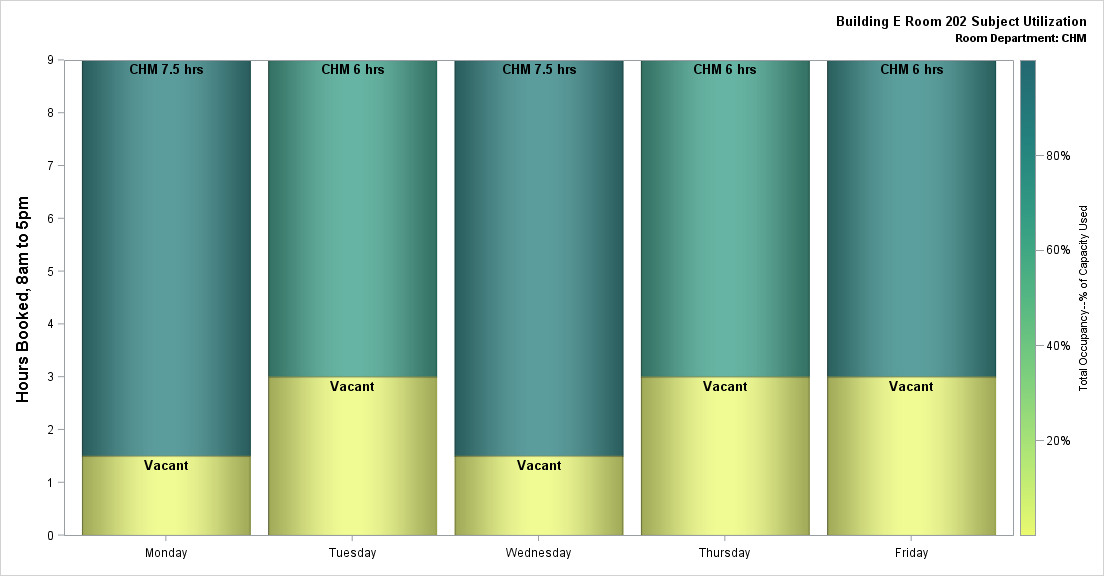 Building E Room 202 Subject Utilization
Room Department: CHM
Hours Booked, 8am to 5pm
9
8
7
6
5
4
3
2
1
0
CHM 7.5 hrs
CHM 6 hrs
CHM 7.5 hrs
CHM 6 hrs
CHM 6 hrs
Vacant
Vacant
Vacant
Vacant
Vacant
Monday
Tuesday
Wednesday
Thursday
Friday
80%
60%
40%
20%
Total Occupancy--% of Capacity Used